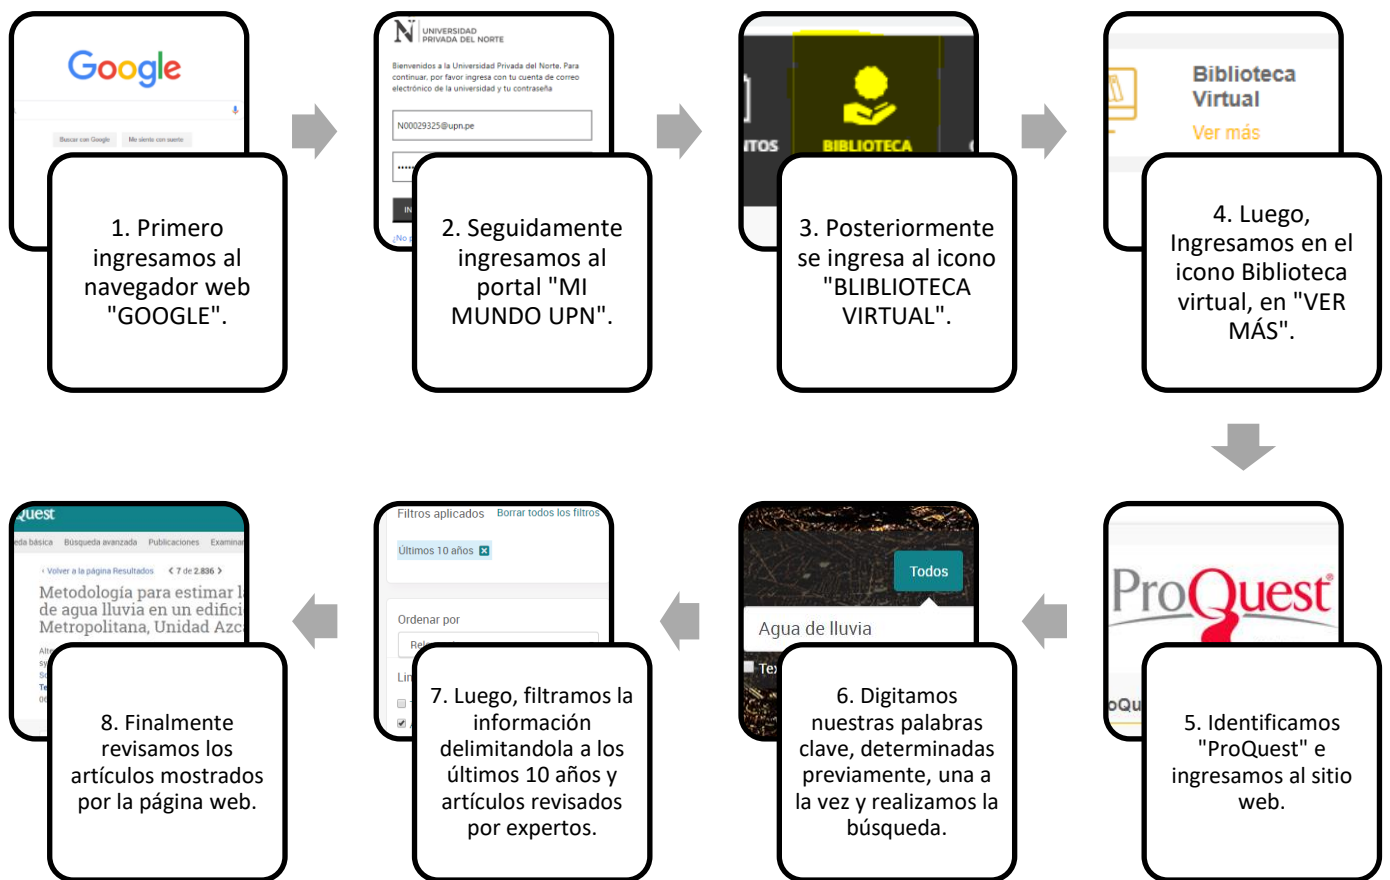 Google
Buscar con Google Me siento con suerte
1. Primero
ingresamos al
navegador web
"GOOGLE".
N UNIVERSIDAD
PRIVADA DEL NORTE
Bienvenidos a la Universidad Privada del Norte. Para
continuar, por favor ingresa con tu cuenta de correo
electrónico de la universidad y tu contraseña
N00029325@upn.pe
2. Seguidamente
ingresamos al
portal "MI
MUNDO UPN".
BIBLIOTECA
3. Posteriormente
se ingresa al icono
"BLIBLIOTECA
VIRTUAL".
Biblioteca
Virtual
Ver más
4. Luego,
Ingresamos en el
icono Biblioteca
virtual, en "VER
MÁS".
ProQuest
5. Identificamos
"ProQuest" e
ingresamos al sitio
web.
Todos
Agua de lluvia
6. Digitamos
nuestras palabras
clave, determinadas
previamente, una a
la vez y realizamos la
búsqueda.
Filtros aplicados Borrar todos los filtros
Últimos 10 años
Ordenar por
7. Luego, filtramos la
información
delimitandola a los
últimos 10 años y
artículos revisados
por expertos.
Quest
eda básica Búsqueda avanzada Publicaciones Examinar
‹ Volver a la página Resultados < 7 de 2.836 >
Metodología para estimar l
de agua lluvia en un edifici
Metropolitana, Unidad Azc
8. Finalmente
revisamos los
artículos mostrados
por la página web.